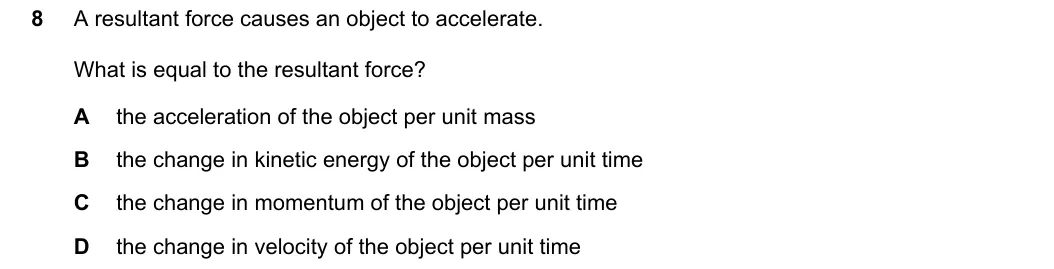 8 A resultant force causes an object to accelerate.
What is equal to the resultant force?
A the acceleration of the object per unit mass
B the change in kinetic energy of the object per unit time
C the change in momentum of the object per unit time
D the change in velocity of the object per unit time